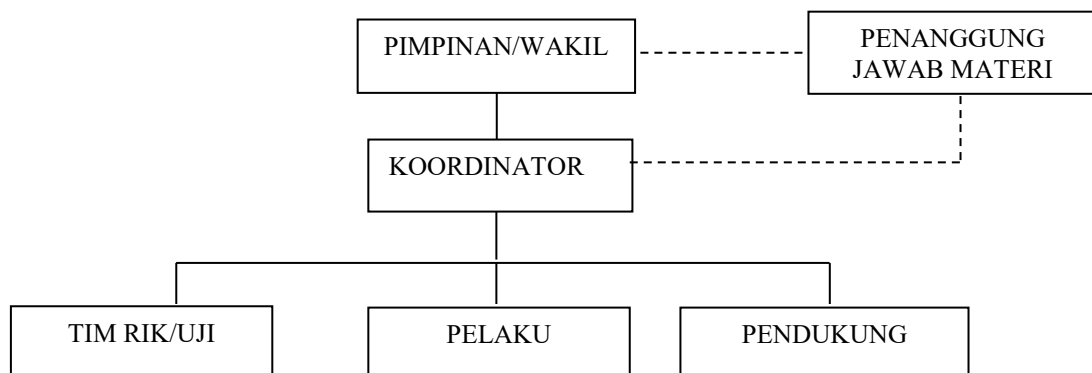 PIMPINAN/WAKIL
PENANGGUNG
JAWAB MATERI
KOORDINATOR
TIM RIK/UJI
PELAKU
PENDUKUNG